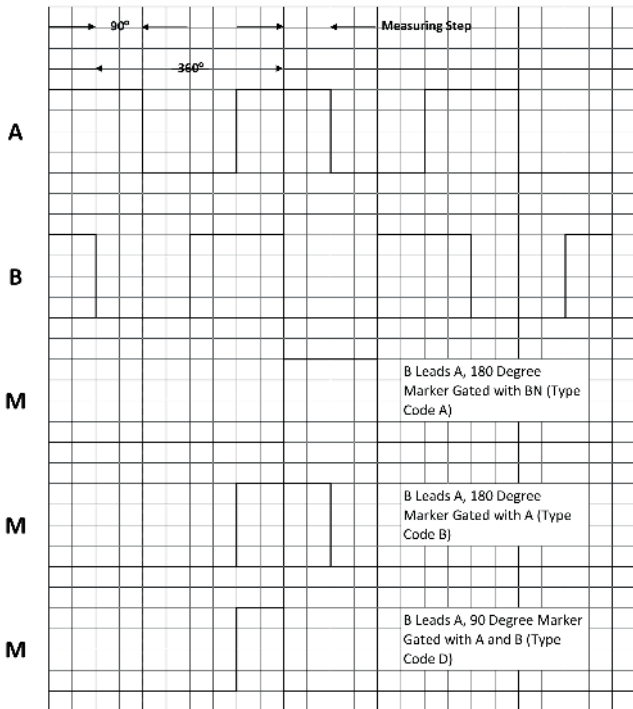 90° Measuring Step
360°
A
B
M
B Leads A, 180 Degree
Marker Gated with BN (Type
Code A)
M
B Leads A, 180 Degree
Marker Gated with A (Type
Code B)
M
B Leads A, 90 Degree Marker
Gated with A and B (Type
Code D)